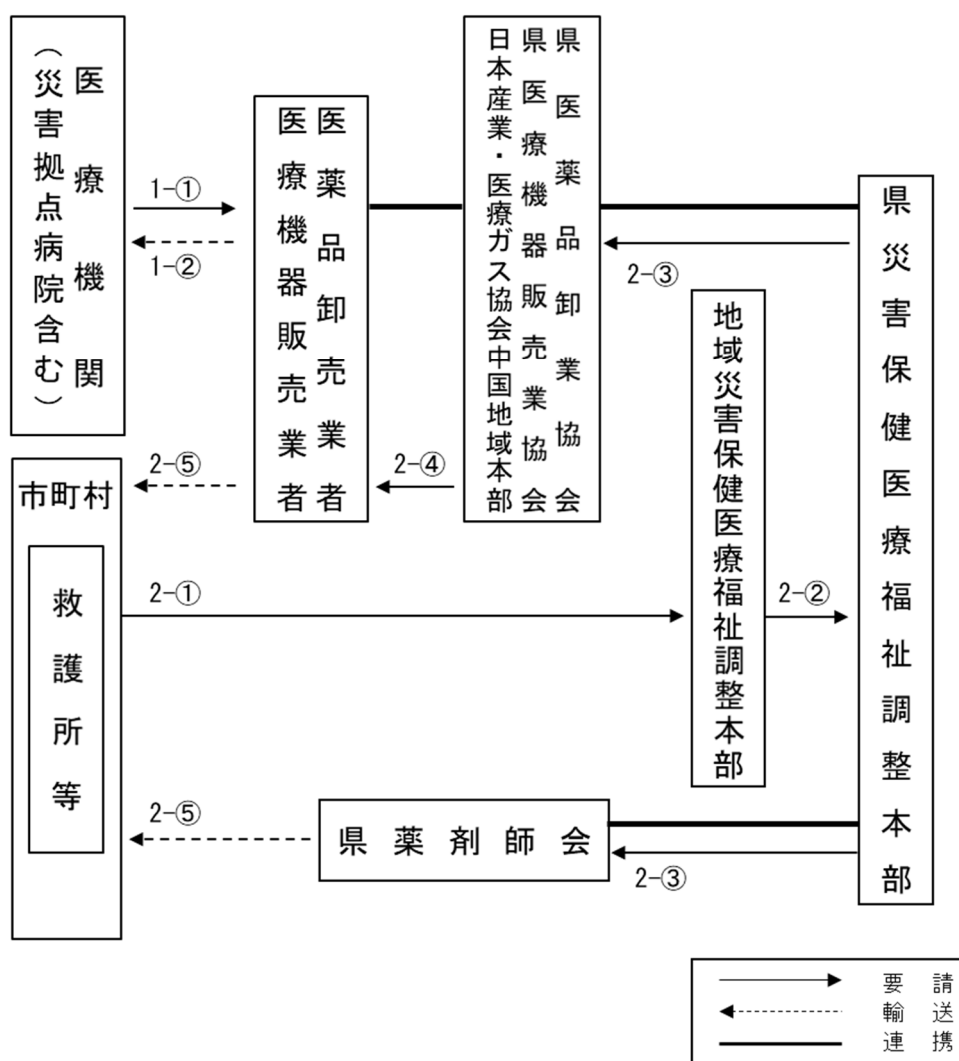 医療機関
（災害拠点病院含む）
1-①
1-②
医薬品卸売業者
医療機器販売業者
県医薬品卸業協会
県医療機器販売業協会
日本産業・医療ガス協会中国地域本部
2-③
県災害保健医療福祉調整本部
地域災害保健医療福祉調整本部
2-④
2-⑤
市町村
救護所等
2-①
2-②
2-⑤
県薬剤師会
2-③
要請
輸送
連携